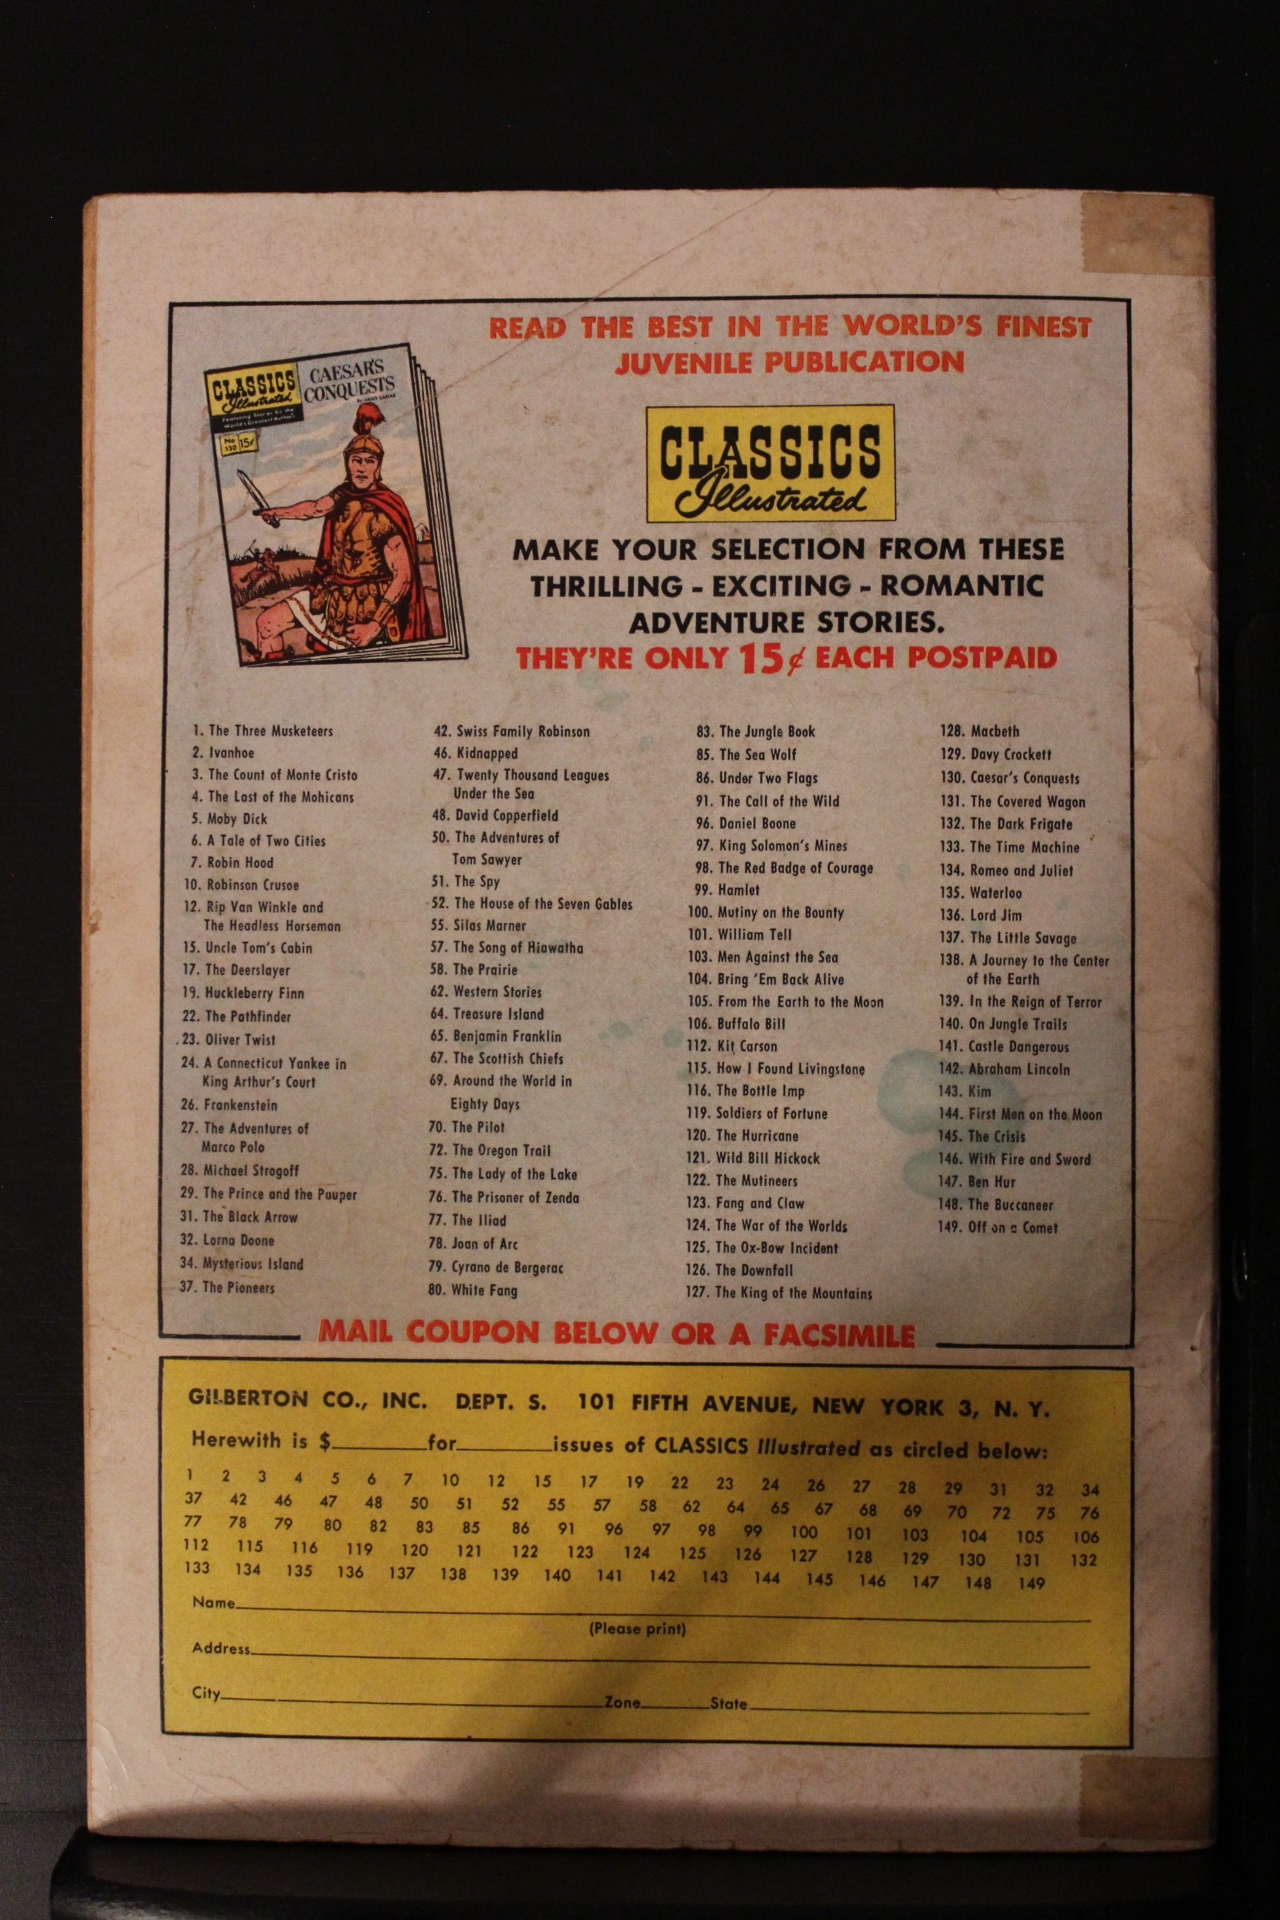 READ THE BEST IN THE WORLD'S FINEST
JUVENILE PUBLICATION
CLASSICS
Illustrated
Featuring Stories by the
World's Greatest Authors
CAESAR'S
CONQUESTS
No
130
15¢
CLASSICS
Illustrated
MAKE YOUR SELECTION FROM THESE
THRILLING - EXCITING - ROMANTIC
ADVENTURE STORIES.
THEY'RE ONLY 15¢ EACH POSTPAID
1. The Three Musketeers
2. Ivanhoe
3. The Count of Monte Cristo
4. The Last of the Mohicans
5. Moby Dick
6. A Tale of Two Cities
7. Robin Hood
10. Robinson Crusoe
12. Rip Van Winkle and
The Headless Horseman
15. Uncle Tom's Cabin
17. The Deerslayer
19. Huckleberry Finn
22. The Pathfinder
23. Oliver Twist
24. A Connecticut Yankee in
King Arthur's Court
26. Frankenstein
27. The Adventures of
Marco Polo
28. Michael Strogoff
29. The Prince and the Pauper
31. The Black Arrow
32. Lorna Doone
34. Mysterious Island
37. The Pioneers
42. Swiss Family Robinson
46. Kidnapped
47. Twenty Thousand Leagues
Under the Sea
48. David Copperfield
50. The Adventures of
Tom Sawyer
51. The Spy
52. The House of the Seven Gables
55. Silas Marner
57. The Song of Hiawatha
58. The Prairie
62. Western Stories
64. Treasure Island
65. Benjamin Franklin
67. The Scottish Chiefs
69. Around the World in
Eighty Days
70. The Pilot
72. The Oregon Trail
75. The Lady of the Lake
76. The Prisoner of Zenda
77. The Iliad
78. Joan of Arc
79. Cyrano de Bergerac
80. White Fang
83. The Jungle Book
85. The Sea Wolf
86. Under Two Flags
91. The Call of the Wild
96. Daniel Boone
97. King Solomon's Mines
98. The Red Badge of Courage
99. Hamlet
100. Mutiny on the Bounty
101. William Tell
103. Men Against the Sea
104. Bring 'Em Back Alive
105. From the Earth to the Moon
106. Buffalo Bill
112. Kit Carson
115. How I Found Livingstone
116. The Bottle Imp
119. Soldiers of Fortune
120. The Hurricane
121. Wild Bill Hickock
122. The Mutineers
123. Fang and Claw
124. The War of the Worlds
125. The Ox-Bow Incident
126. The Downfall
127. The King of the Mountains
128. Macbeth
129. Davy Crockett
130. Caesar's Conquests
131. The Covered Wagon
132. The Dark Frigate
133. The Time Machine
134. Romeo and Juliet
135. Waterloo
136. Lord Jim
137. The Little Savage
138. A Journey to the Center
of the Earth
139. In the Reign of Terror
140. On Jungle Trails
141. Castle Dangerous
142. Abraham Lincoln
143. Kim
144. First Men on the Moon
145. The Crisis
146. With Fire and Sword
147. Ben Hur
148. The Buccaneer
149. Off on a Comet
MAIL COUPON BELOW OR A FACSIMILE
GILBERTON CO., INC. DEPT. S. 101 FIFTH AVENUE, NEW YORK 3, N. Y.
Herewith is $ for issues of CLASSICS Illustrated as circled below:
1 2 3 4 5 6 7 10 12 15 17 19 22 23 24 26 27 28 29 31 32 34
37 42 46 47 48 50 51 52 55 57 58 62 64 65 67 68 69 70 72 75 76
77 78 79 80 82 83 85 86 91 96 97 98 99 100 101 103 104 105 106
112 115 116 119 120 121 122 123 124 125 126 127 128 129 130 131 132
133 134 135 136 137 138 139 140 141 142 143 144 145 146 147 148 149
Name
(Please print)
Address
City Zone State